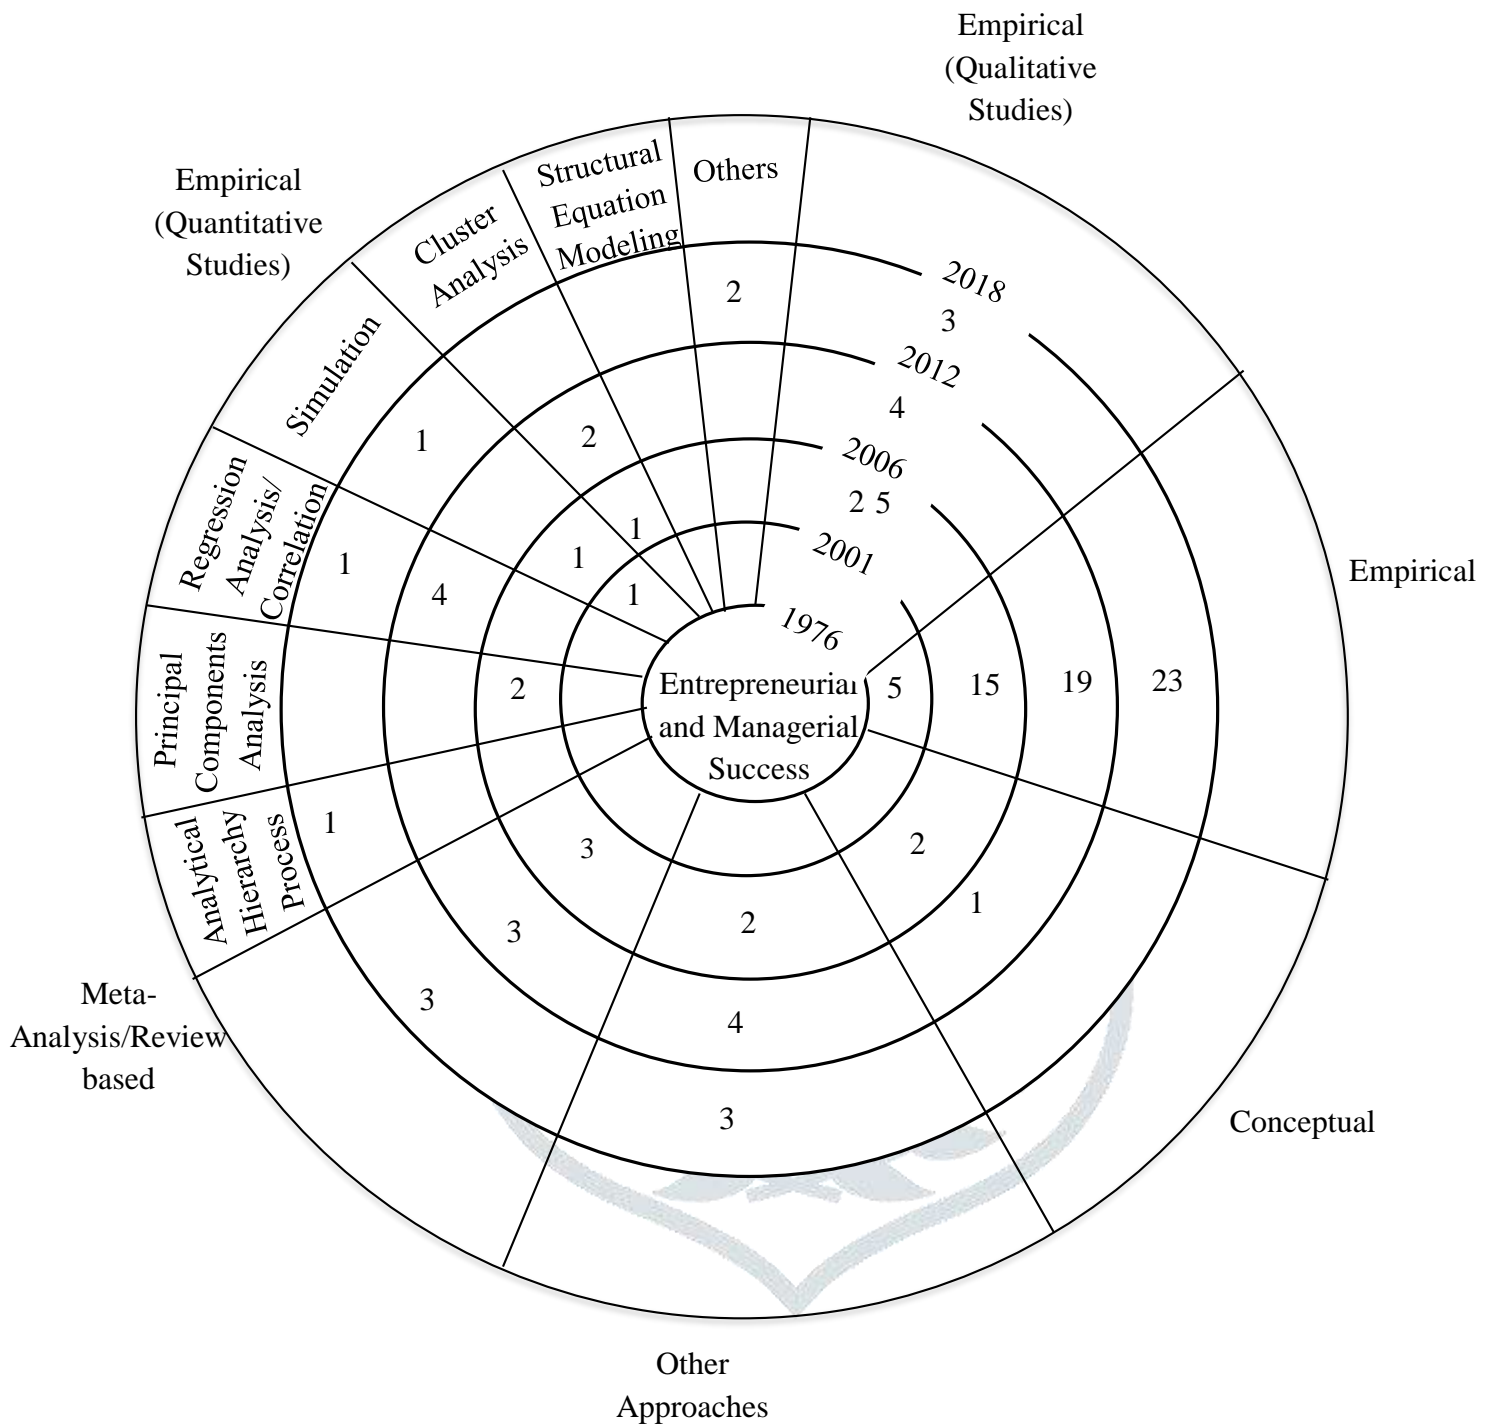 Empirical
(Qualitative
Studies)
Empirical
(Quantitative
Studies)
Structural
Equation
Modeling
Others
Cluster
Analysis
Simulation
Regression
Analysis/
Correlation
Principal
Components
Analysis
Analytical
Hierarchy
Process
2018
3
2012
4
2006
2 5
2001
1976
2
1
2
1
1
1
1
4
2
1
Entrepreneurial
and Managerial
Success
5
15
19
23
Empirical
3
2
2
1
3
4
3
3
Meta-
Analysis/Review
based
Conceptual
Other
Approaches